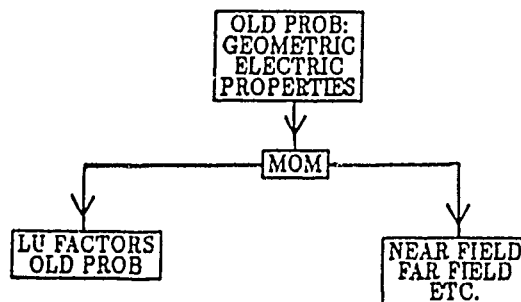 OLD PROB:
GEOMETRIC
ELECTRIC
PROPERTIES
MOM
LU FACTORS
OLD PROB
NEAR FIELD
FAR FIELD
ETC.